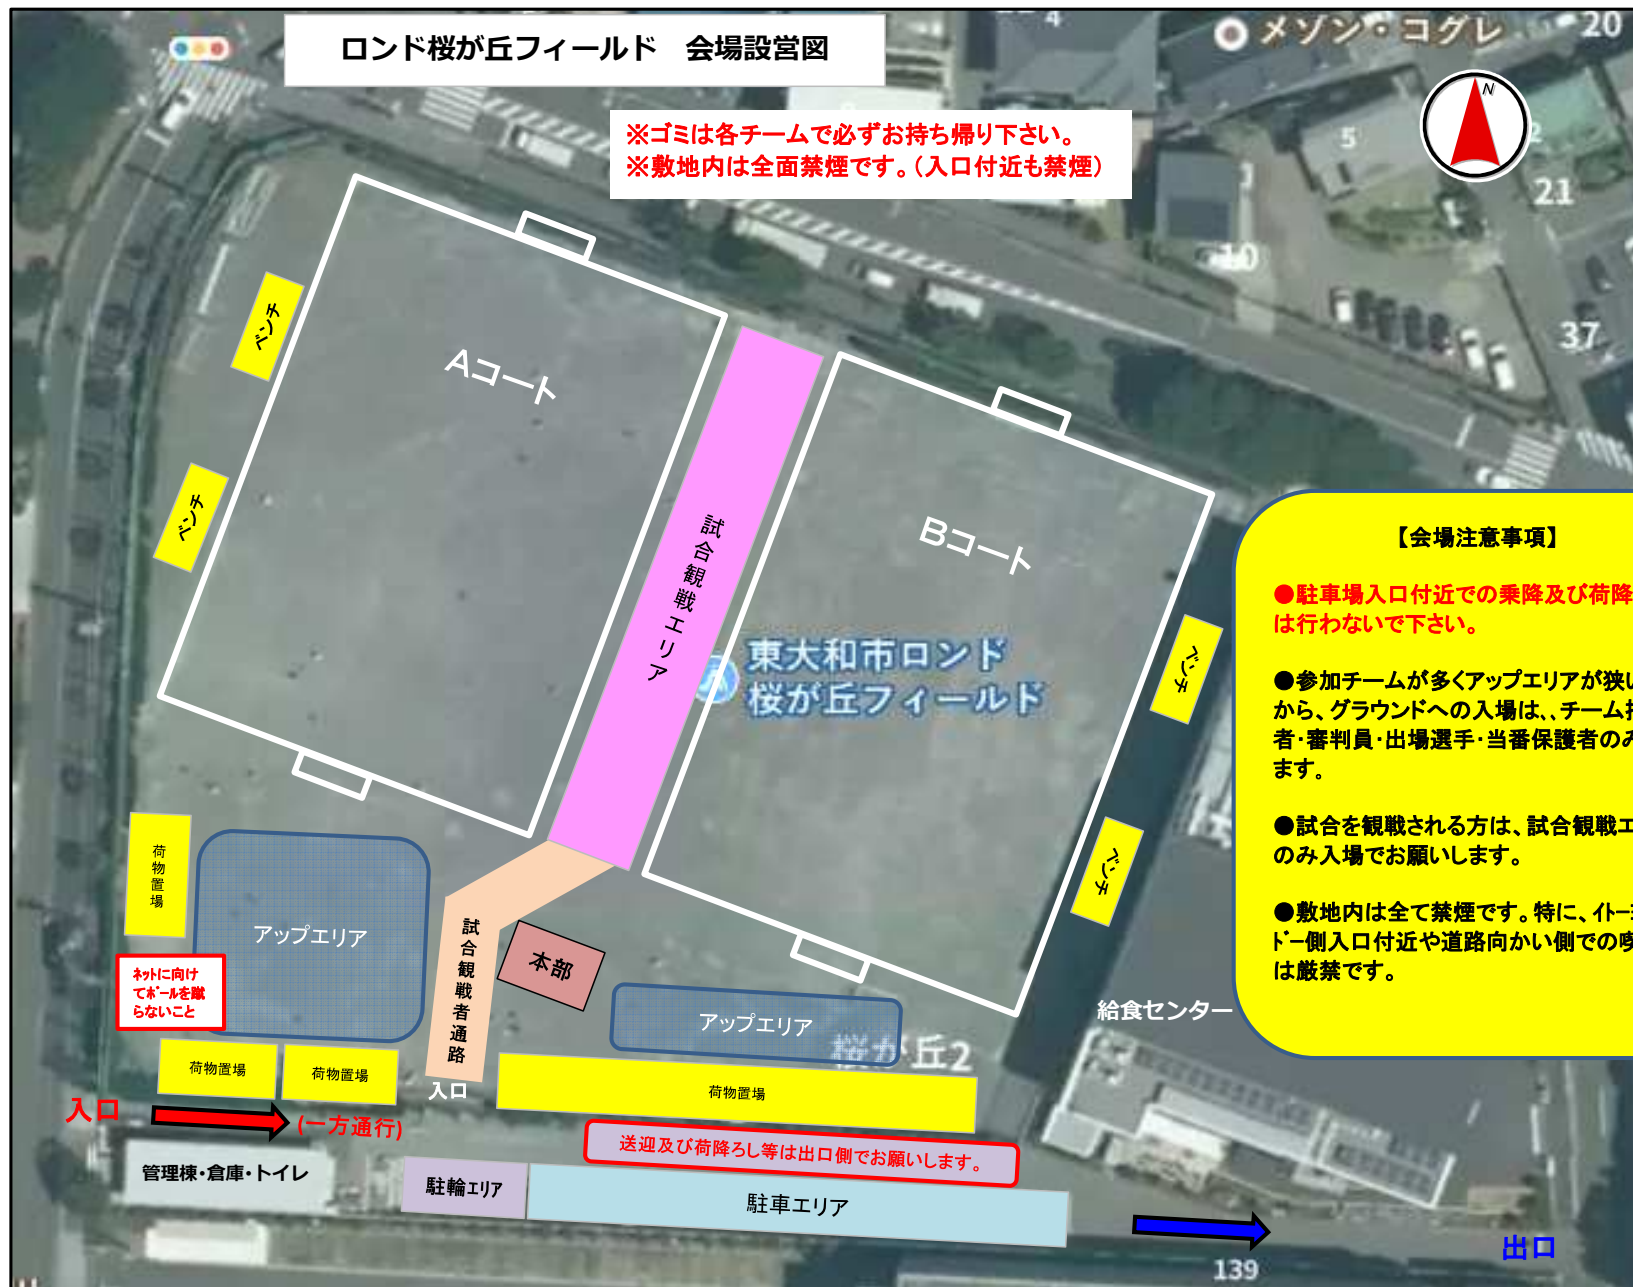 ロンド桜が丘フィールド　会場設営図
4
メゾン・コグレ
20
※ゴミは各チームで必ずお持ち帰り下さい。
※敷地内は全面禁煙です。（入口付近も禁煙）
N
5
2
21
3
10
37
ベンチ
Aコート
ベンチ
試合観戦エリア
Bコート
東大和市ロンド
桜が丘フィールド
ベンチ
ベンチ
【会場注意事項】
●駐車場入口付近での乗降及び荷降
は行わないで下さい。
●参加チームが多くアップエリアが狭い
から、グラウンドへの入場は、、チーム指
者・審判員・出場選手・当番保護者のみ
ます。
●試合を観戦される方は、試合観戦エ
のみ入場でお願いします。
●敷地内は全て禁煙です。特に、ｲﾄｰ
ﾄﾞｰ側入口付近や道路向かい側での喫
は厳禁です。
荷物置場
アップエリア
試合観戦者通路
本部
ﾈｯﾄに向け
てﾎﾞｰﾙを蹴
らないこと
アップエリア
桜が丘2
給食センター
荷物置場
荷物置場
入口
荷物置場
入口
(一方通行)
送迎及び荷降ろし等は出口側でお願いします。
管理棟・倉庫・トイレ
駐輪エリア
駐車エリア
出口
139